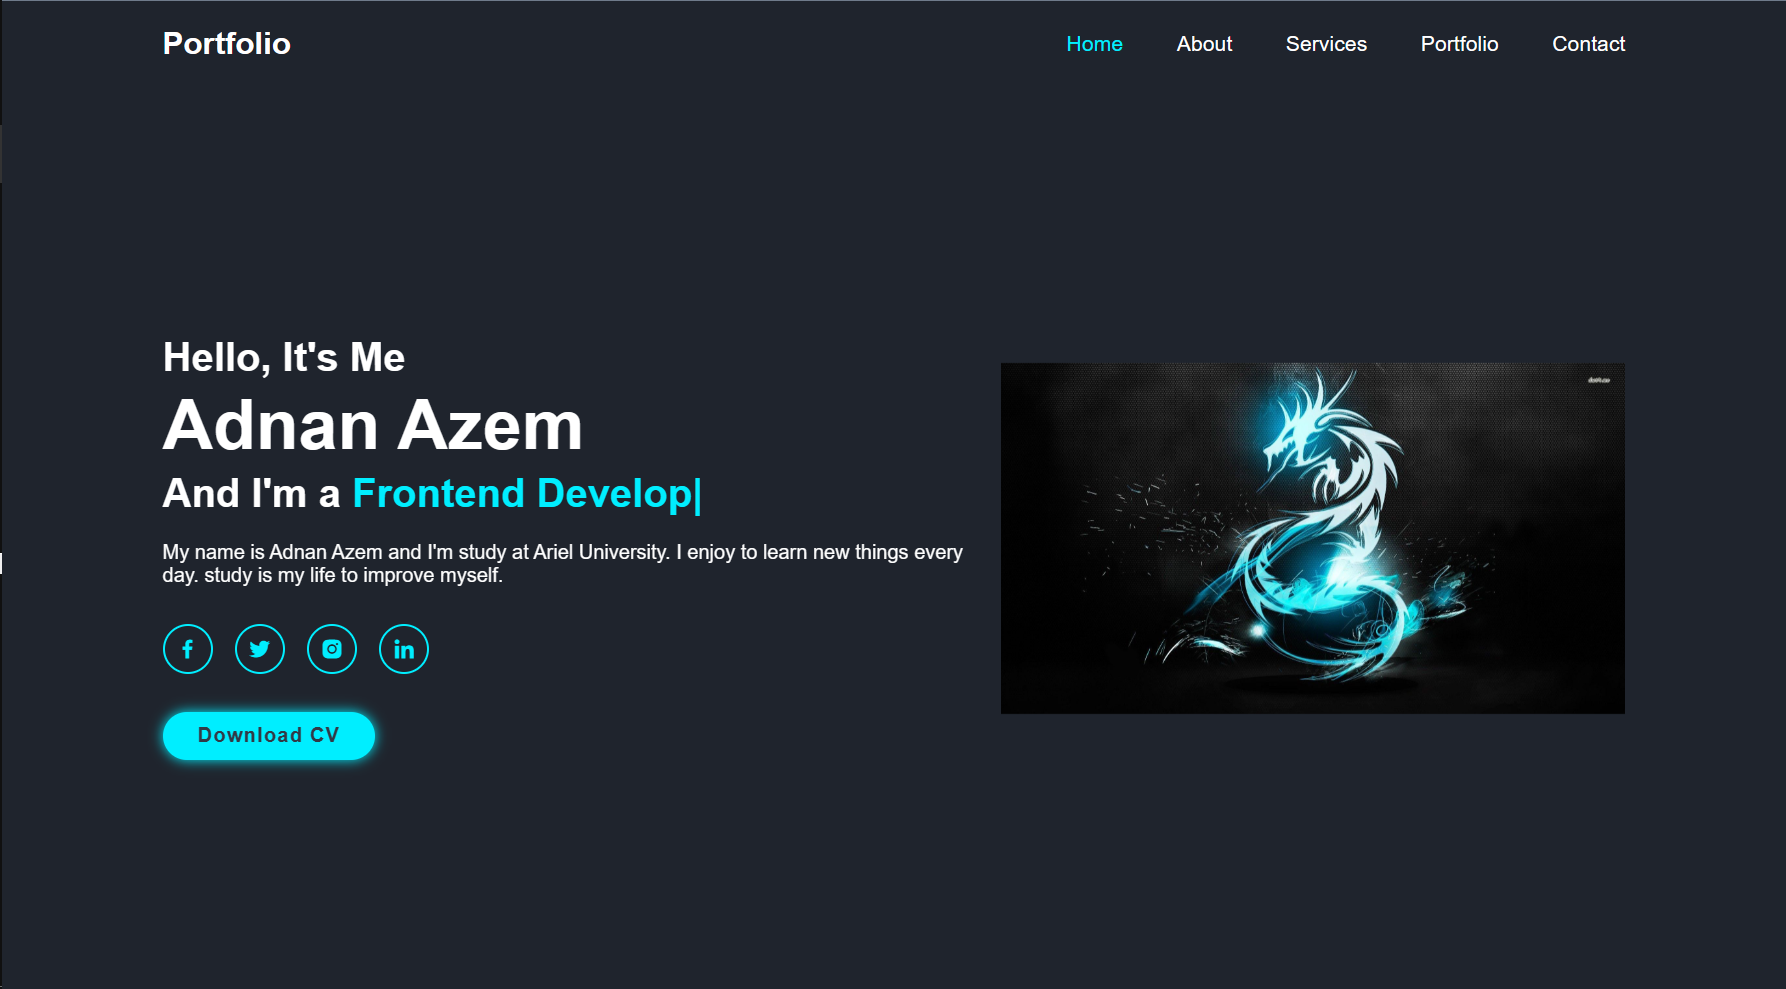 Portfolio
Home About Services Portfolio Contact
Hello, It's Me
Adnan Azem
And I'm a Frontend Develop|
My name is Adnan Azem and I'm study at Ariel University. I enjoy to learn new things every
day. study is my life to improve myself.
Download CV